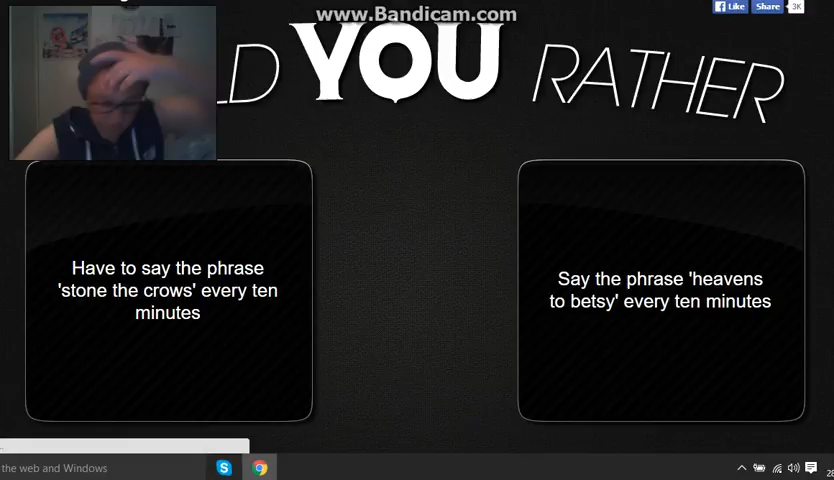 www.Bandicam.com
Like Share 3K
LD YOU RATHER
Have to say the phrase
'stone the crows' every ten
minutes
Say the phrase 'heavens
to betsy' every ten minutes
the web and Windows
28